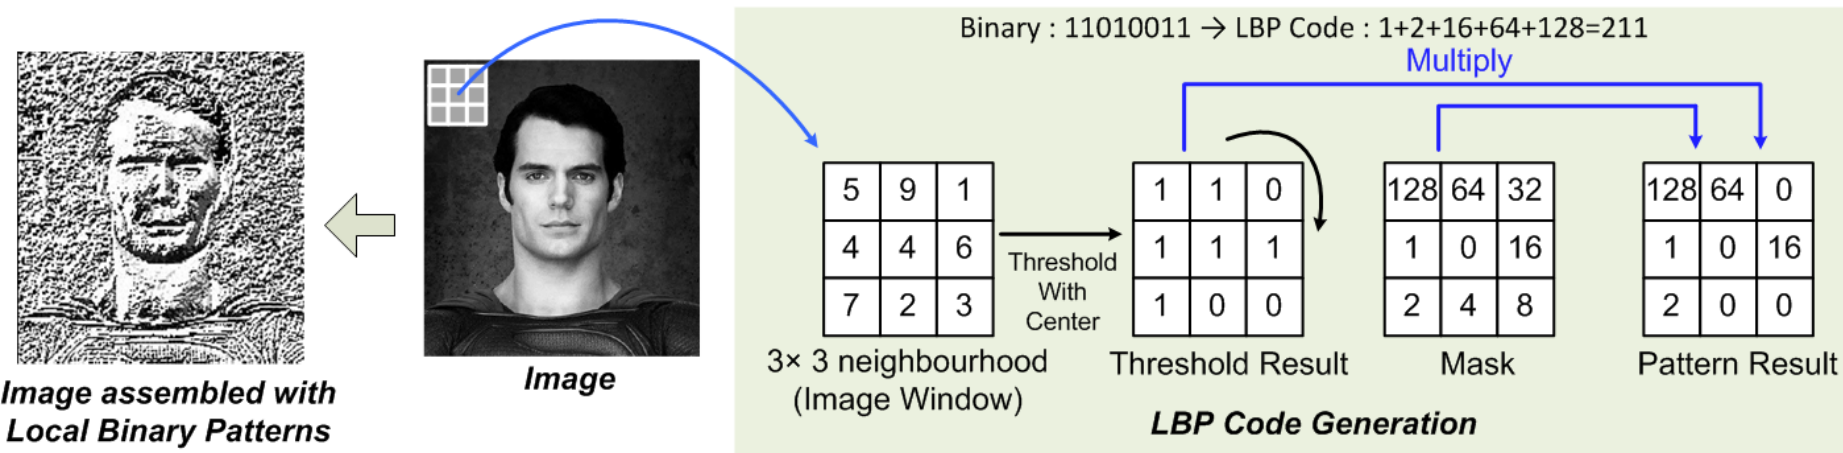 Binary : 11010011 → LBP Code : 1+2+16+64+128=211
Multiply
5 9 1
4 4 6
7 2 3
Threshold
With
Center
1 1 0
1 1 1
1 0 0
128 64 32
1 0 16
2 4 8
128 64 0
1 0 16
2 0 0
3× 3 neighbourhood
(Image Window)
Threshold Result
Mask
Pattern Result
LBP Code Generation
Image
Image assembled with
Local Binary Patterns